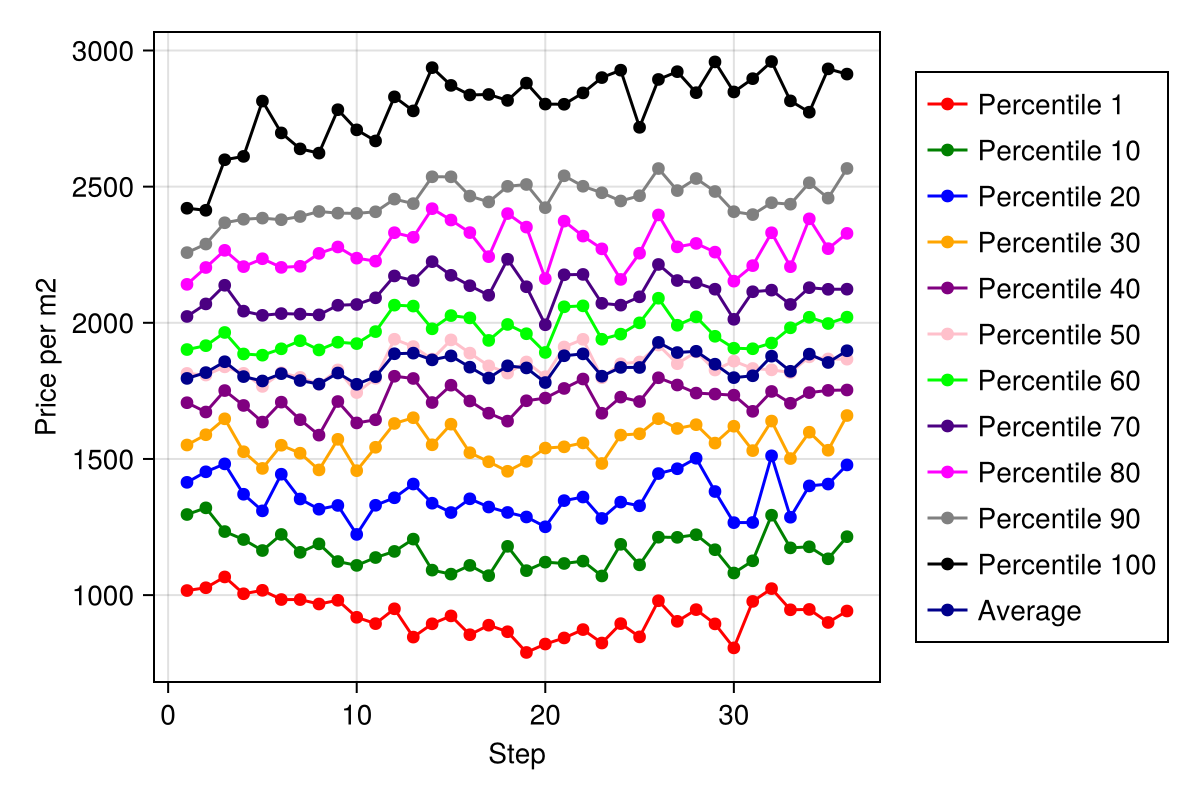 3000
2500
2000
1500
1000
Price per m2
0 10 20 30
Step
Percentile 1
Percentile 10
Percentile 20
Percentile 30
Percentile 40
Percentile 50
Percentile 60
Percentile 70
Percentile 80
Percentile 90
Percentile 100
Average